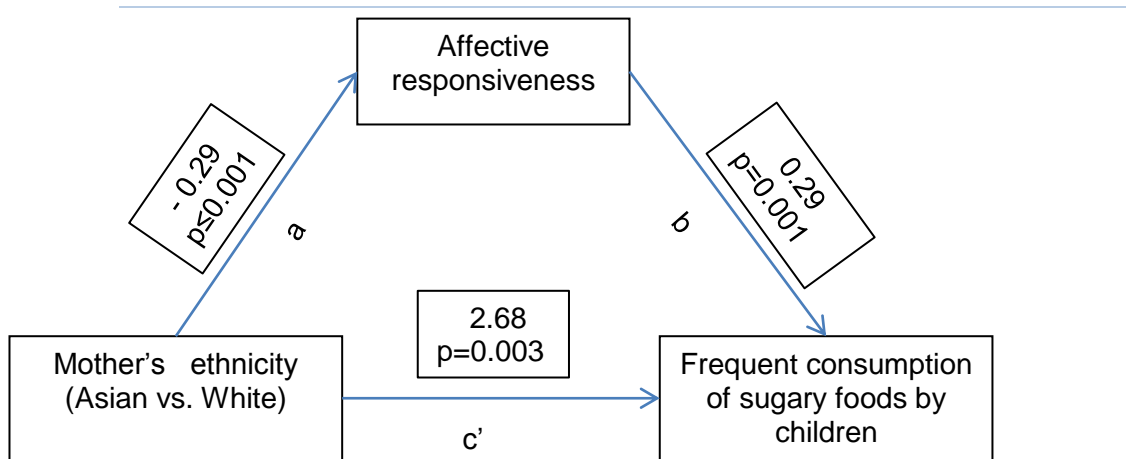 Affective
responsiveness
- 0.29
p≤0.001
a
0.29
p=0.001
b
2.68
p=0.003
Mother’s ethnicity
(Asian vs. White)
Frequent consumption
of sugary foods by
children
c’